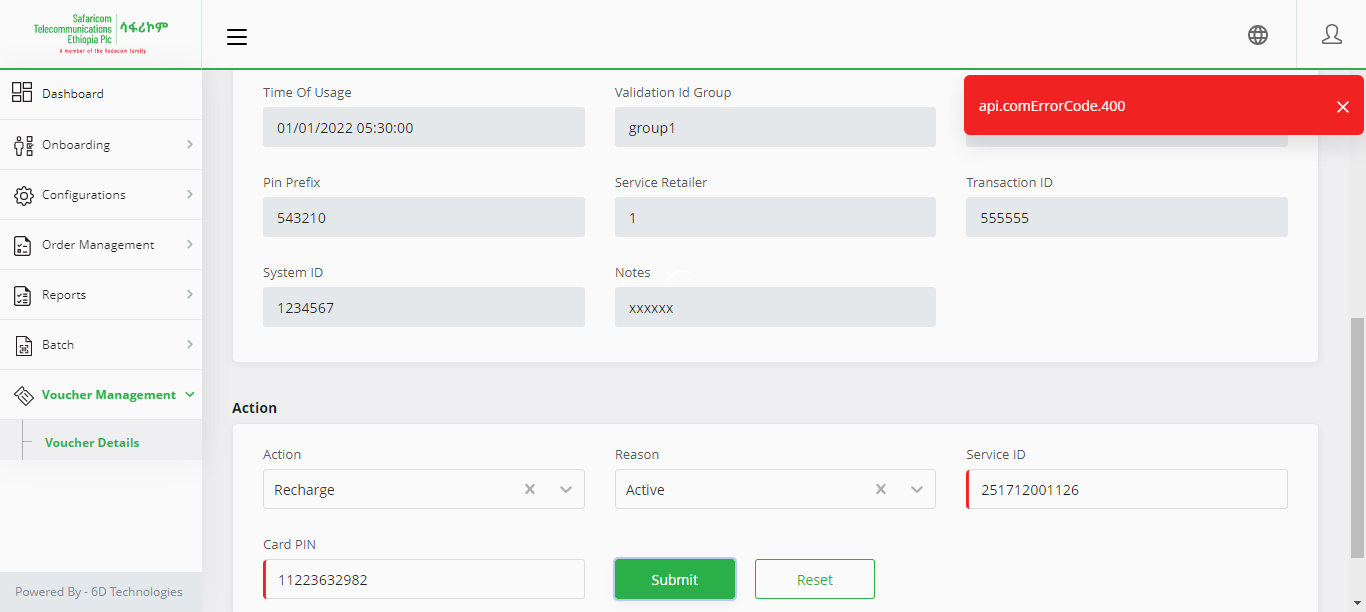 Safaricom
Telecommunications
Ethiopia Plc
ሳፋሪኮም
A member of the Vodacom family
api.comErrorCode.400
Dashboard
Onboarding
Configurations
Order Management
Reports
Batch
Voucher Management
Voucher Details
Powered By - 6D Technologies
Time Of Usage
Validation Id Group
01/01/2022 05:30:00
group1
Pin Prefix
Service Retailer
Transaction ID
543210
1
555555
System ID
Notes
1234567
xxxxxx
Action
Action
Reason
Service ID
Recharge
Active
251712001126
Card PIN
11223632982
Submit
Reset